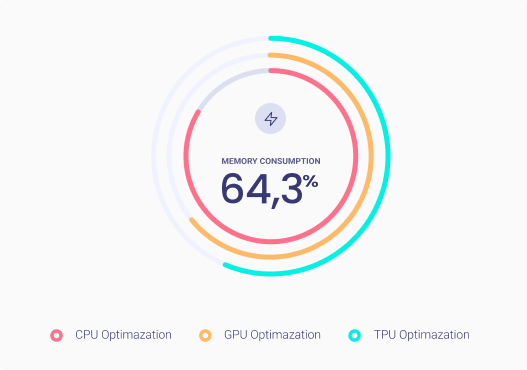 MEMORY CONSUMPTION
64,3%
CPU Optimazation
GPU Optimazation
TPU Optimazation